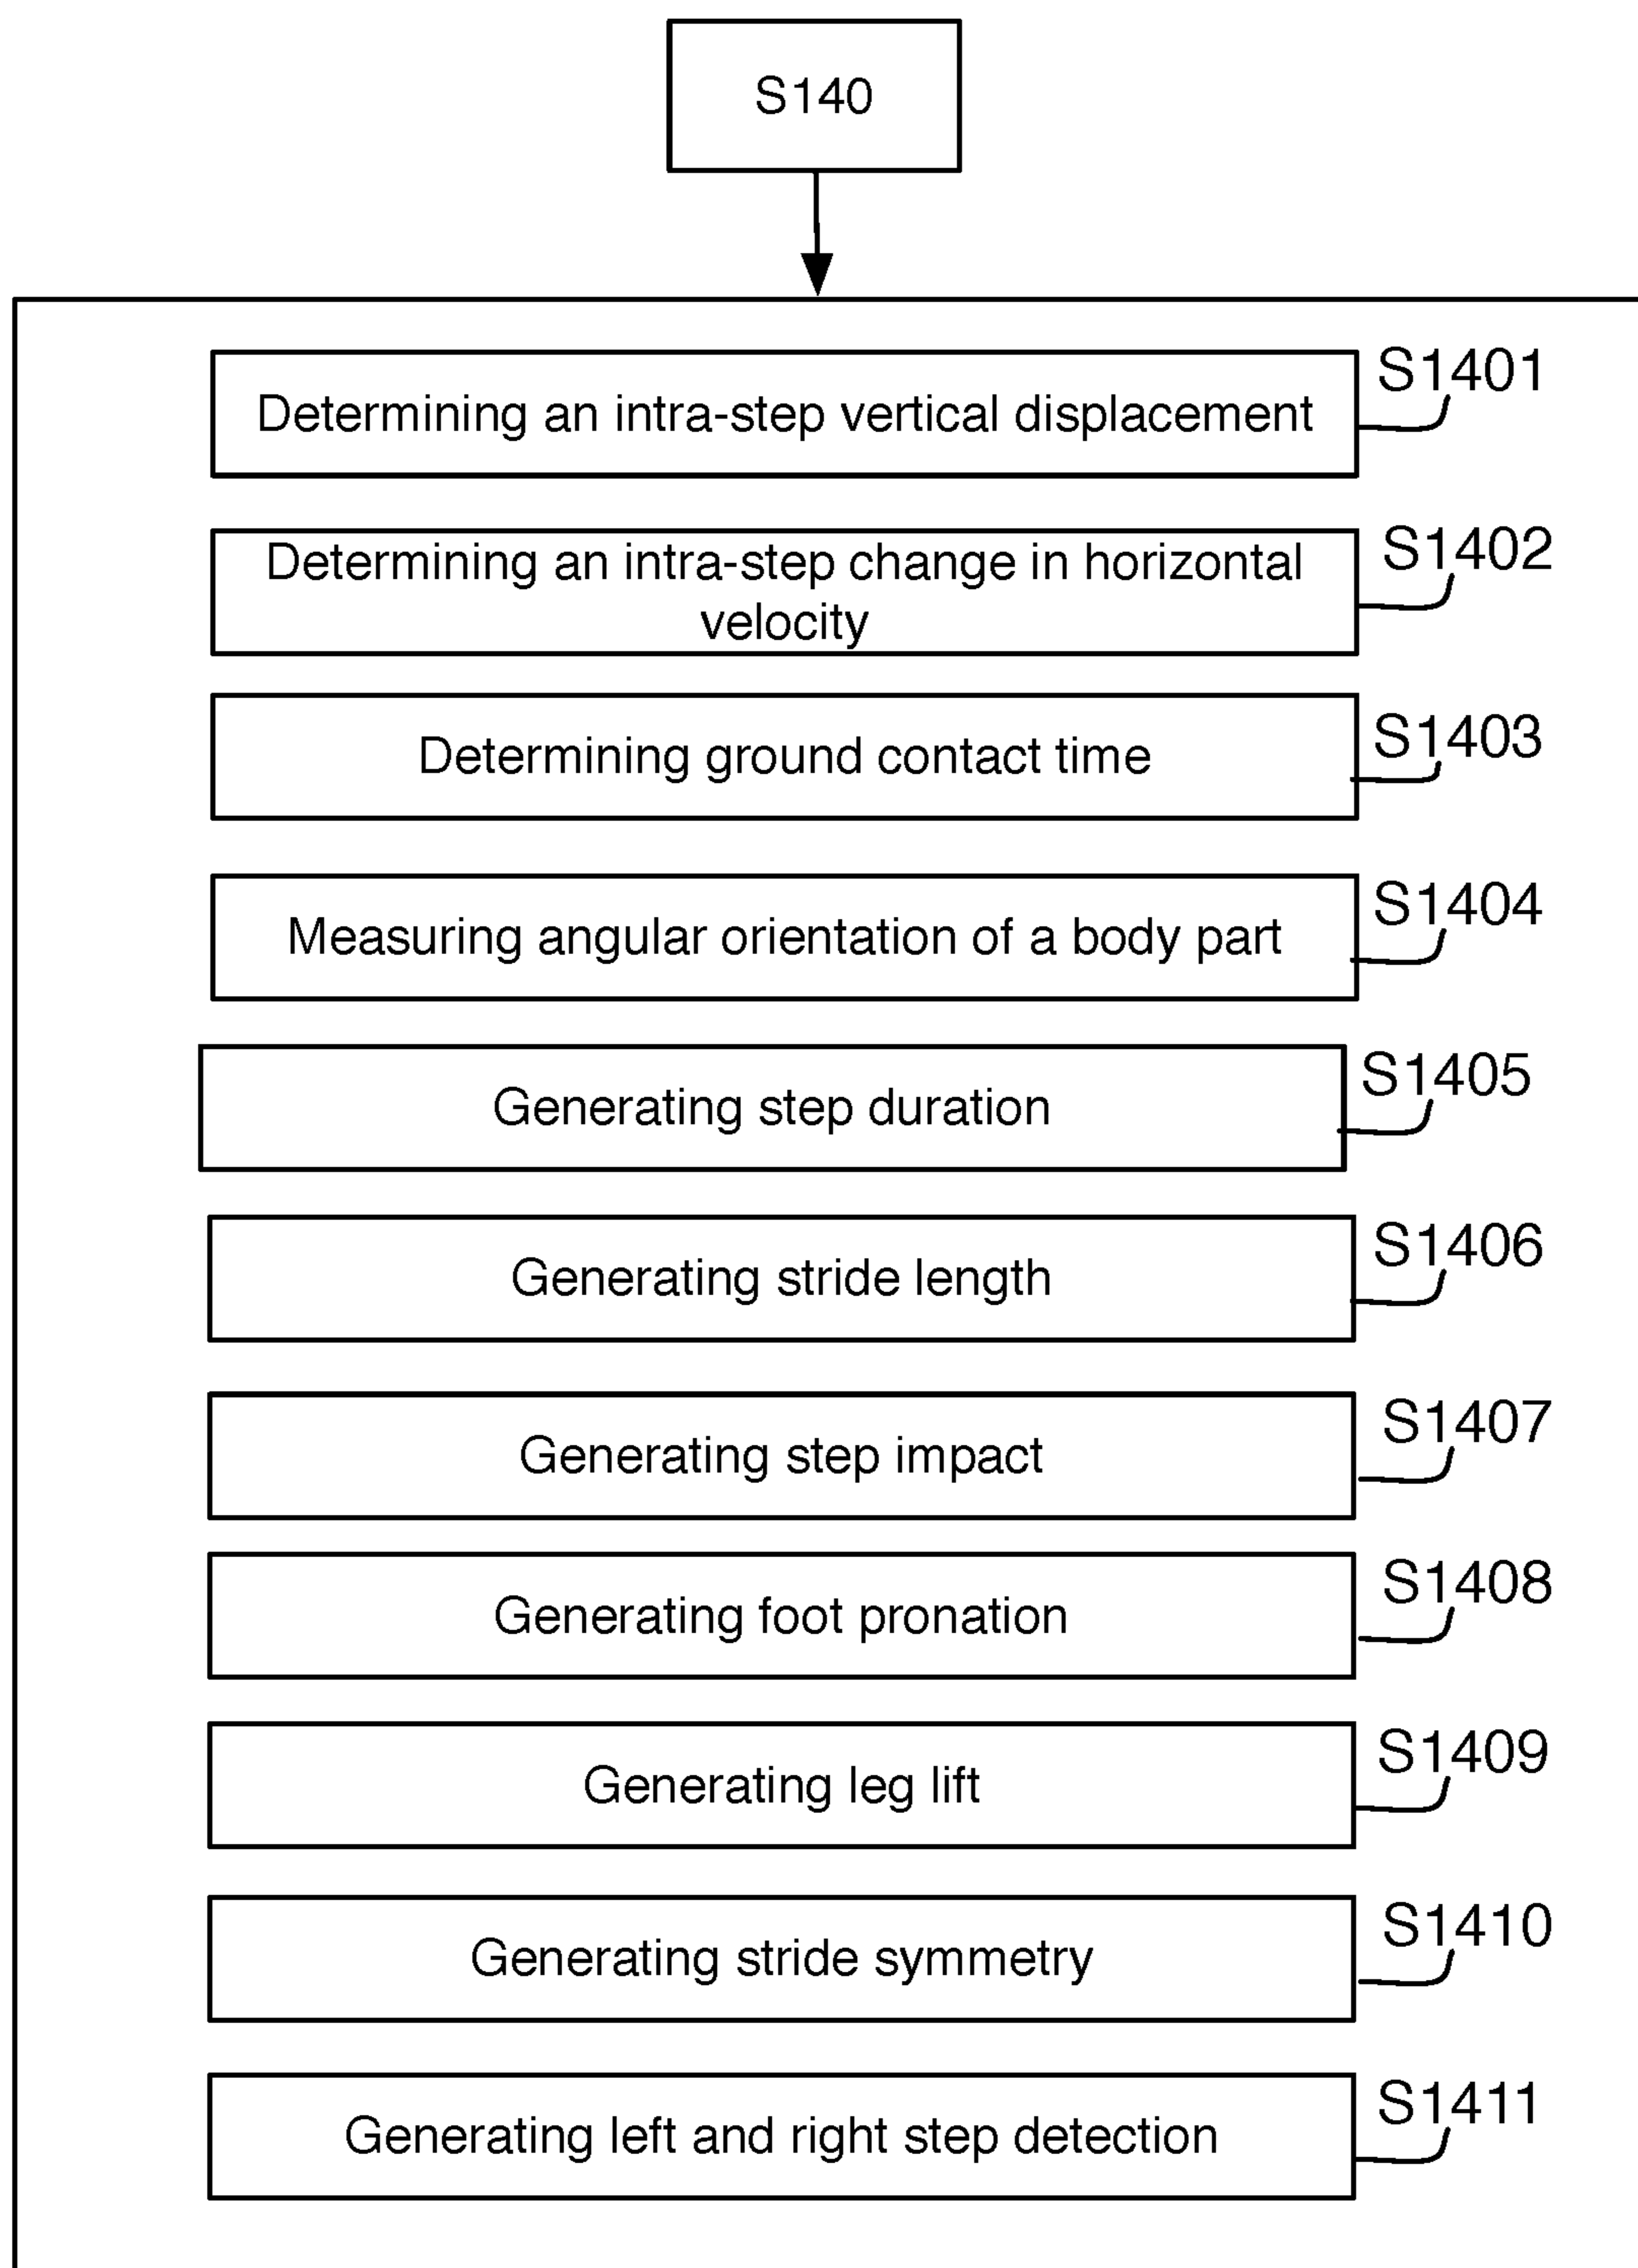 S140
S1401
Determining an intra-step vertical displacement
S1402
Determining an intra-step change in horizontal
velocity
S1403
Determining ground contact time
S1404
Measuring angular orientation of a body part
S1405
Generating step duration
S1406
Generating stride length
S1407
Generating step impact
S1408
Generating foot pronation
S1409
Generating leg lift
S1410
Generating stride symmetry
S1411
Generating left and right step detection